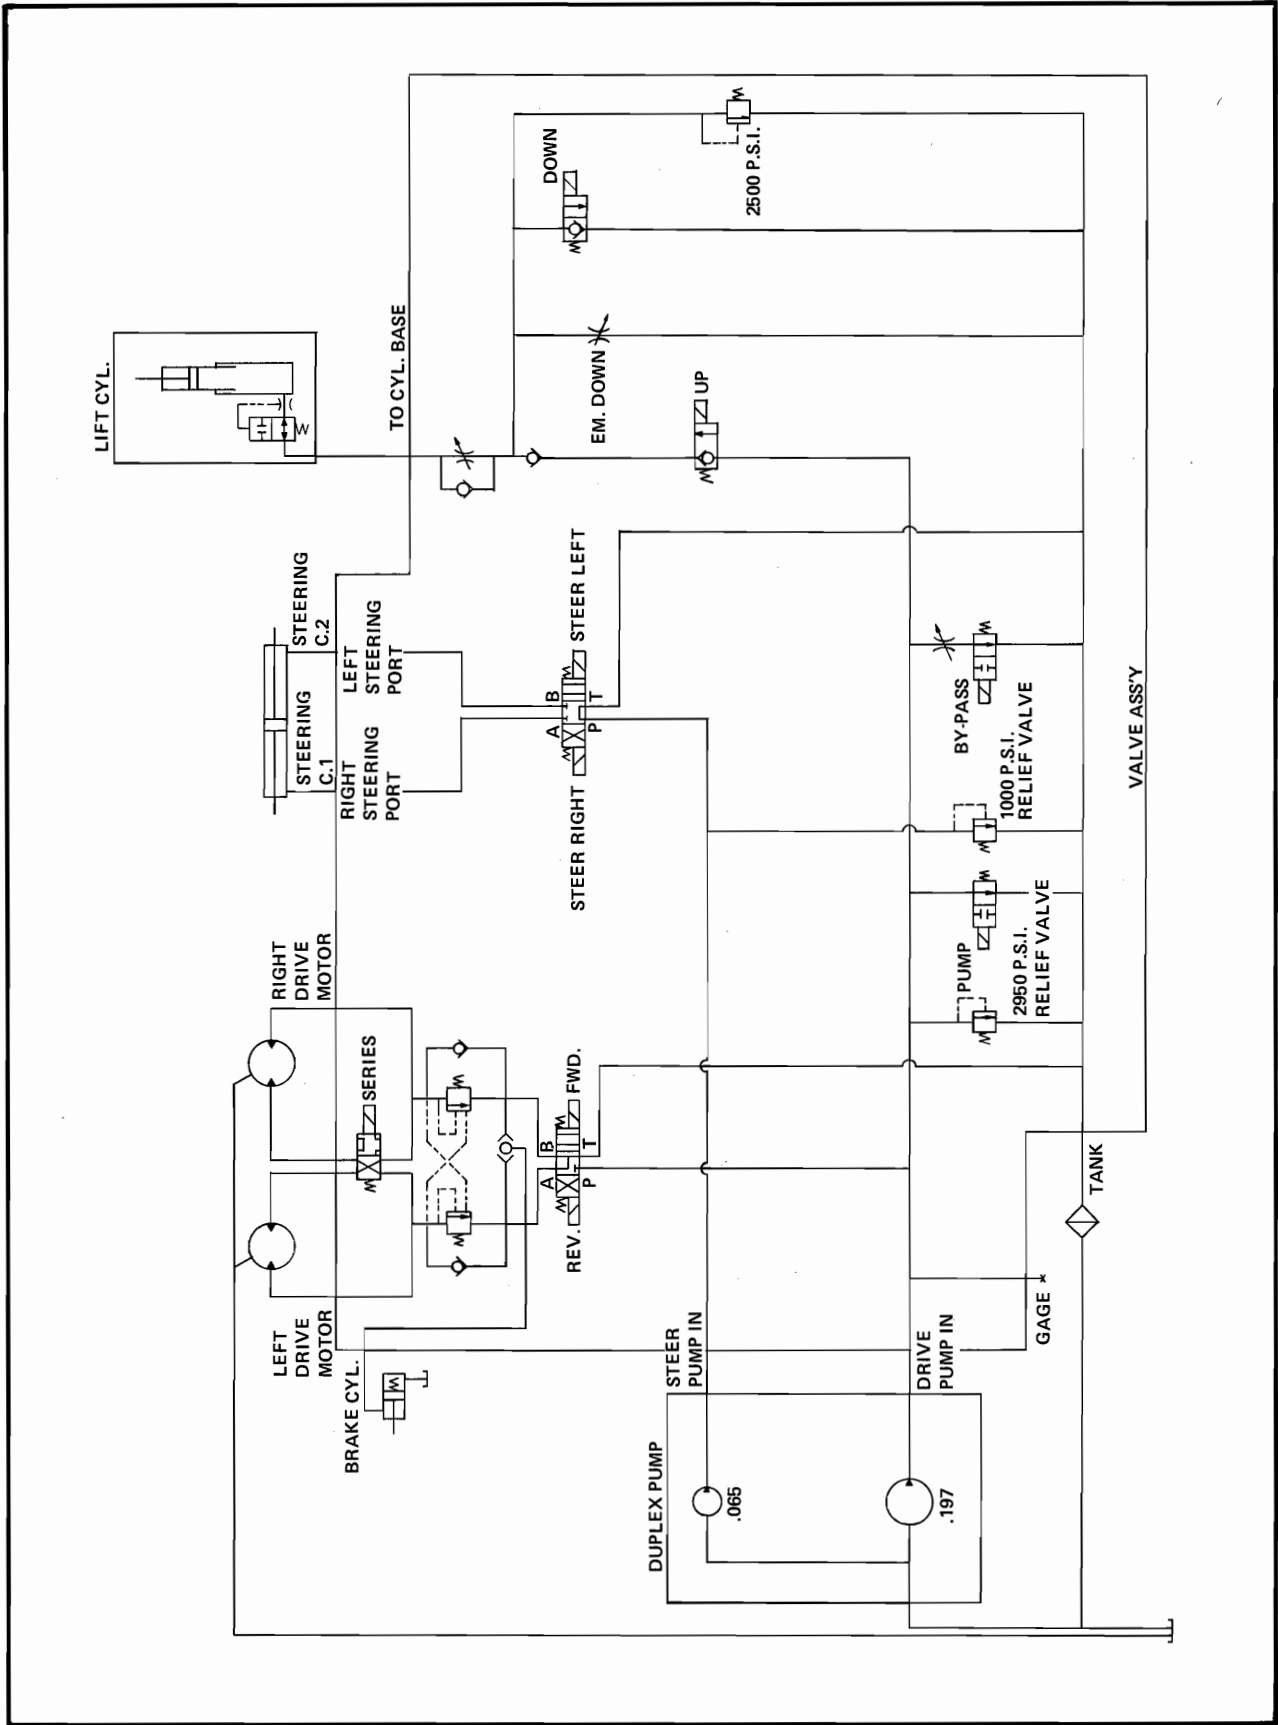 LIFT CYL.
TO CYL. BASE
DOWN
2500 P.S.I.
EM. DOWN
UP
STEERING
C.2
STEERING
C.1
LEFT
STEERING
PORT
RIGHT
STEERING
PORT
STEER LEFT
STEER RIGHT
A B
P T
BY-PASS
1000 P.S.I.
RELIEF VALVE
VALVE ASS'Y
RIGHT
DRIVE
MOTOR
SERIES
LEFT
DRIVE
MOTOR
BRAKE CYL.
FWD.
REV.
A B
P T
PUMP
2950 P.S.I.
RELIEF VALVE
TANK
GAGE
STEER
PUMP IN
DRIVE
PUMP IN
DUPLEX PUMP
.065
.197